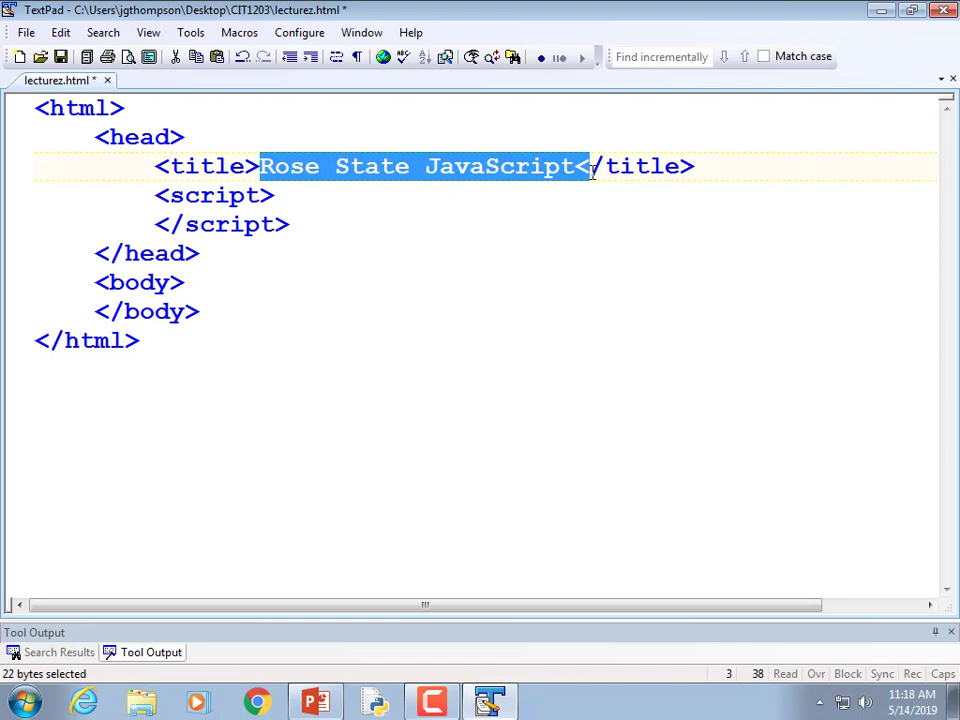 TextPad - C:\Users\jgthompson\Desktop\CIT1203\lecturez.html *
File Edit Search View Tools Macros Configure Window Help
Find incrementally Match case
lecturez.html *
<html>
<head>
<title>Rose State JavaScript</title>
<script>
</script>
</head>
<body>
</body>
</html>
Tool Output
Search Results Tool Output
22 bytes selected 3 38 Read Ovr Block Sync Rec Caps
11:18 AM
5/14/2019